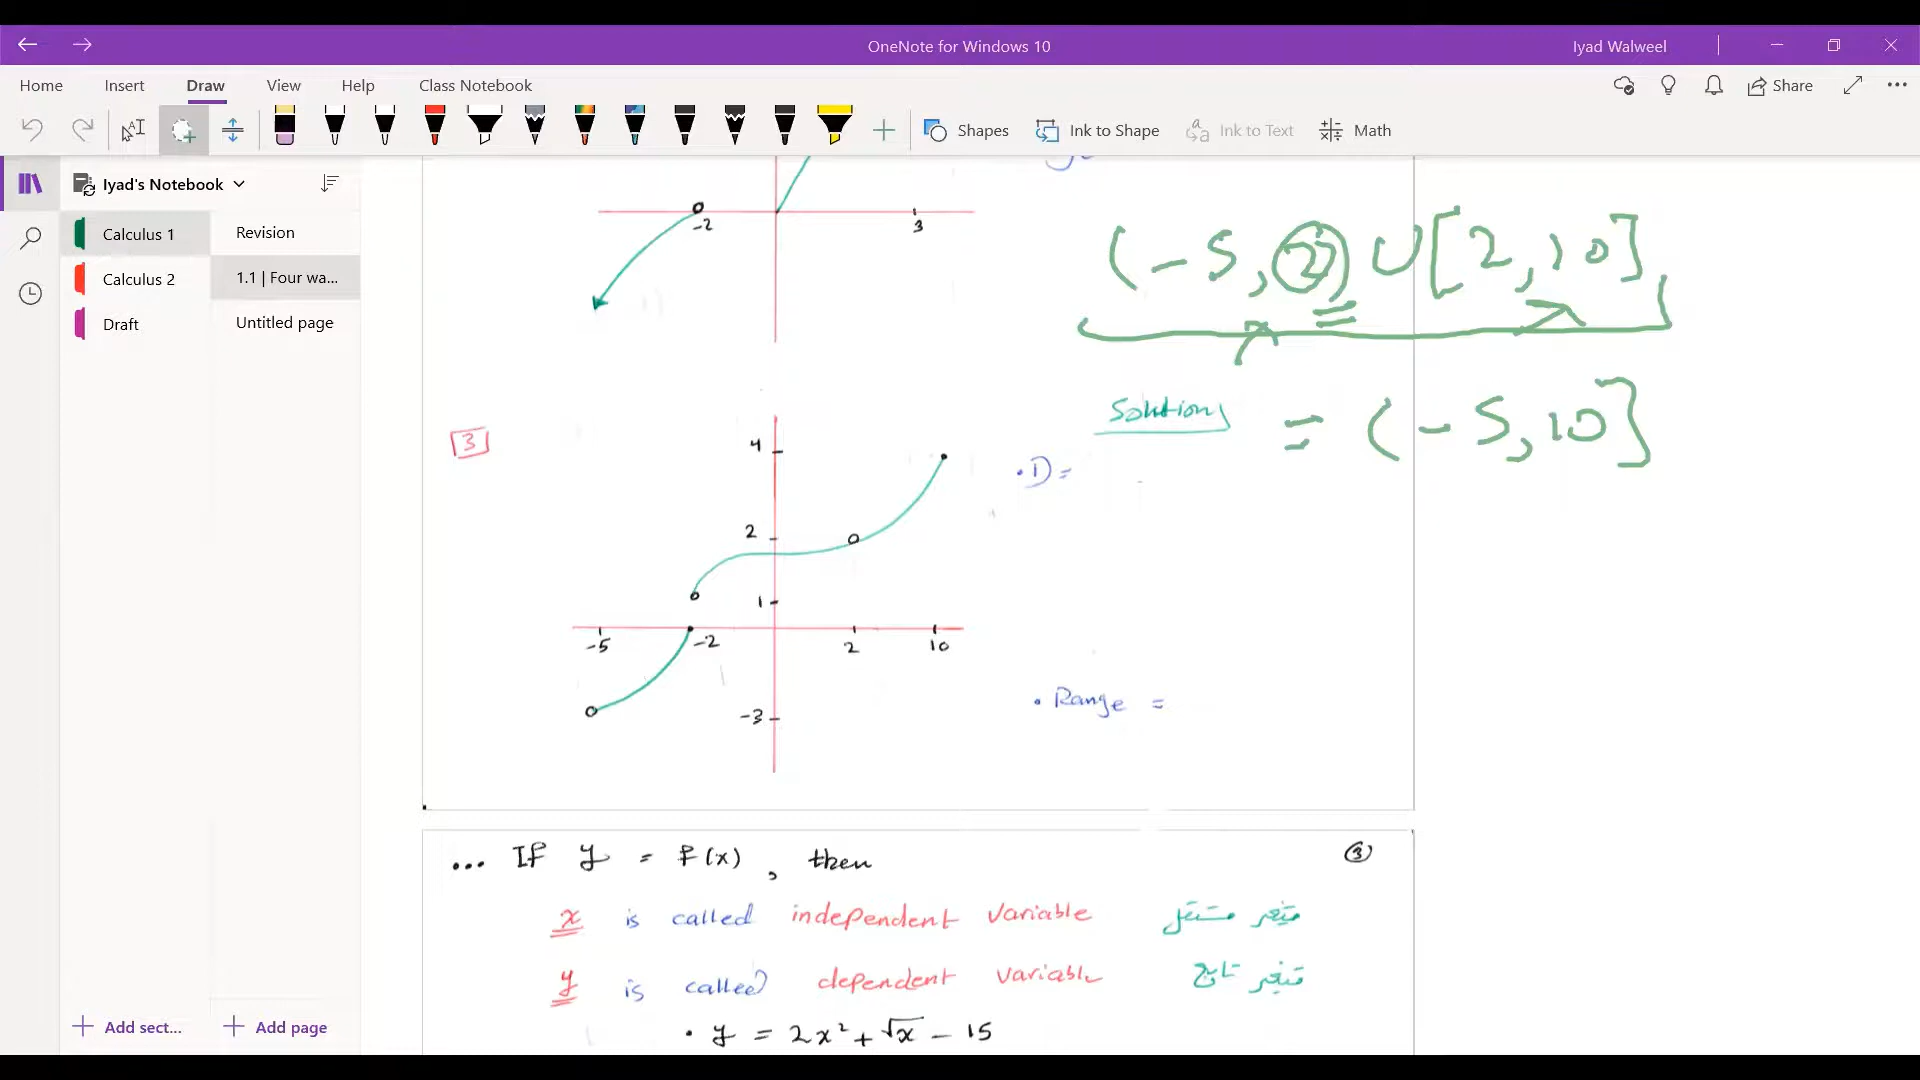 OneNote for Windows 10
Iyad Walweel
Home Insert Draw View Help Class Notebook
Share
Shapes Ink to Shape Ink to Text Math
Iyad's Notebook
Calculus 1
Calculus 2
Draft
Revision
1.1 | Four wa...
Untitled page
Add sect...
Add page
-2 3
(-5,2) ∪ [2,10]
= (-5,10]
3
4
2
1
-5 -2 2 10
-3
Solution
• D =
• Range =
... If y = f(x), then
3
x is called independent variable متغير مستقل
y is called dependent variable متغير تابع
• y = 2x² + √x - 15